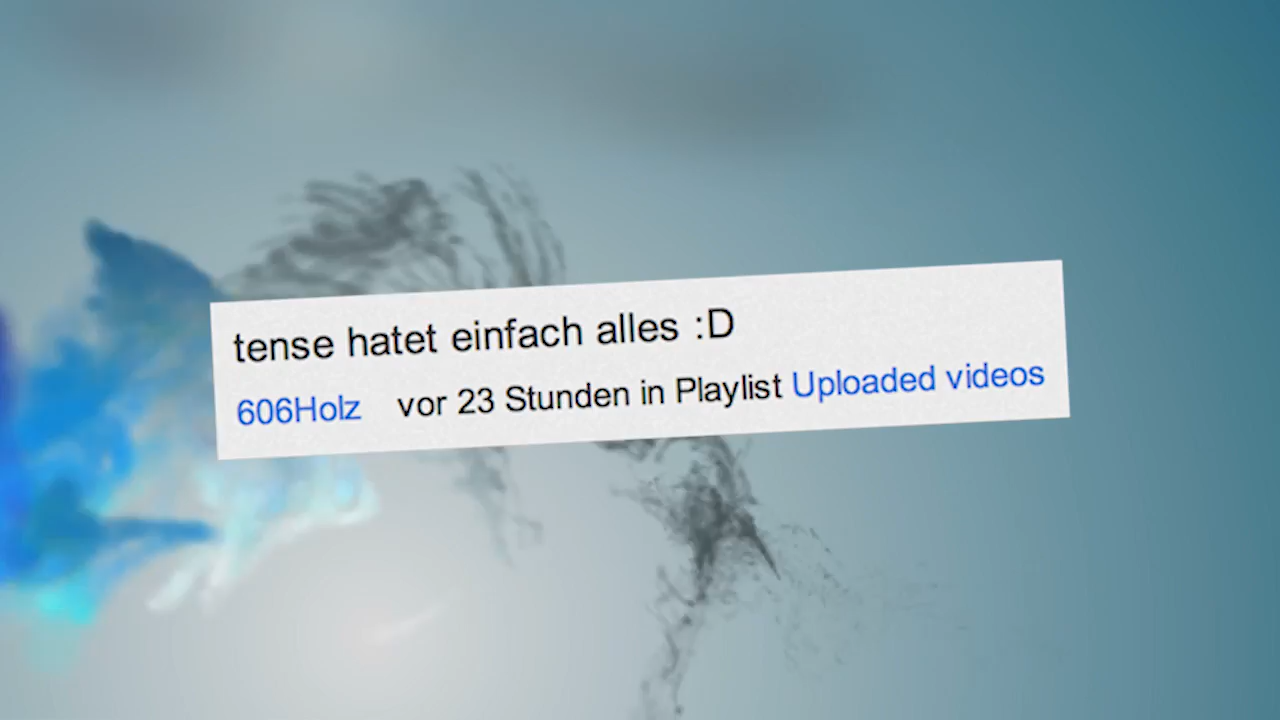 tense hatet einfach alles :D
606Holz vor 23 Stunden in Playlist Uploaded videos